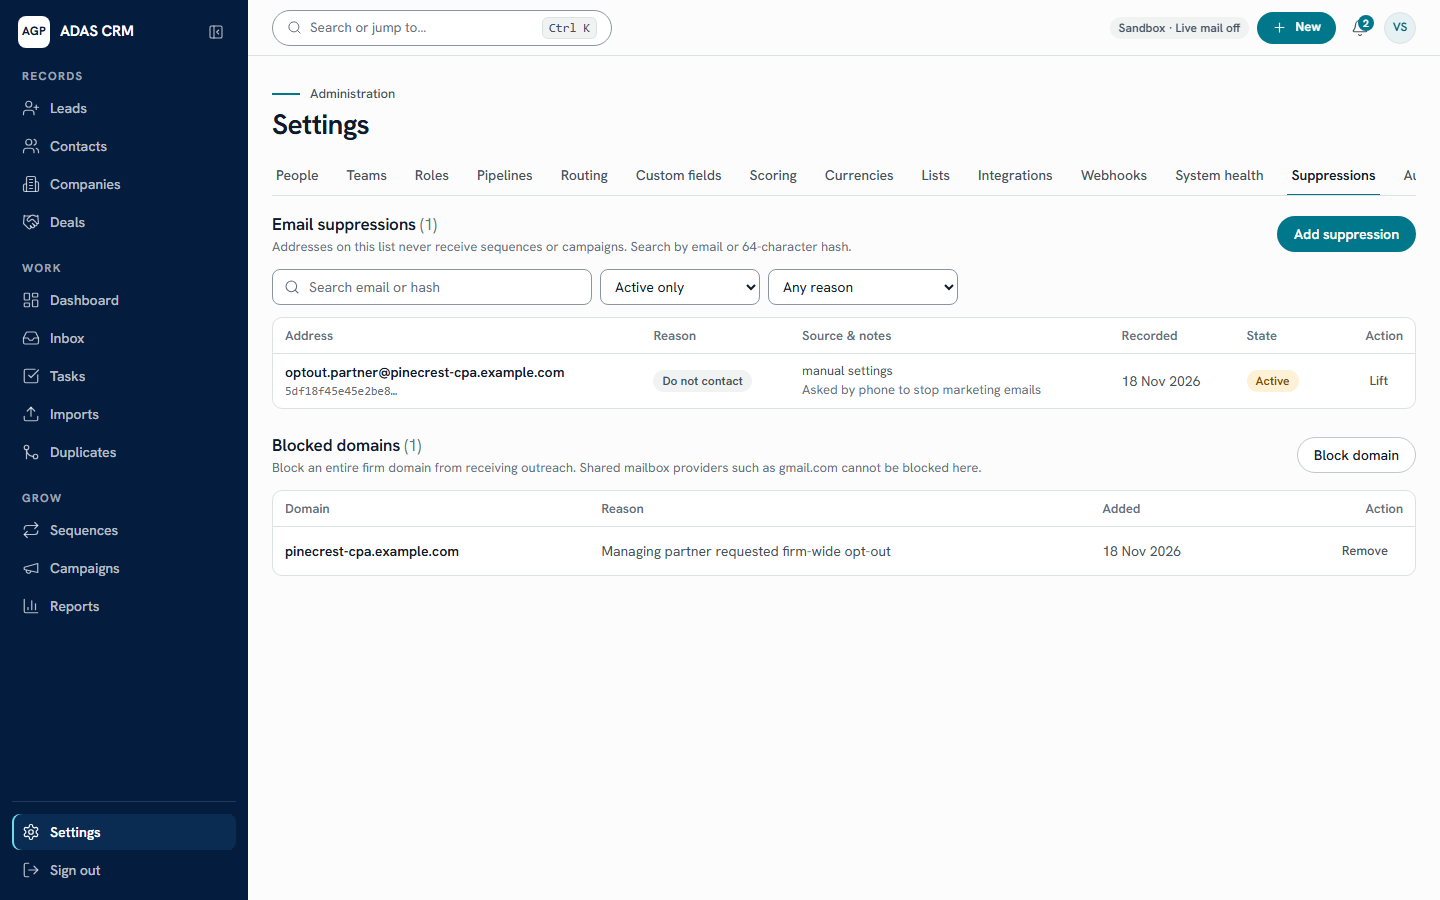 AGP ADAS CRM
RECORDS
Leads
Contacts
Companies
Deals
WORK
Dashboard
Inbox
Tasks
Imports
Duplicates
GROW
Sequences
Campaigns
Reports
Settings
Sign out
Search or jump to... Ctrl K
Sandbox · Live mail off
New
2
VS
Administration
Settings
People Teams Roles Pipelines Routing Custom fields Scoring Currencies Lists Integrations Webhooks System health Suppressions Au
Email suppressions (1)
Addresses on this list never receive sequences or campaigns. Search by email or 64-character hash.
Add suppression
Search email or hash Active only Any reason
Address Reason Source & notes Recorded State Action
optout.partner@pinecrest-cpa.example.com
5df18f45e45e2be8…
Do not contact
manual settings
Asked by phone to stop marketing emails
18 Nov 2026
Active
Lift
Blocked domains (1)
Block an entire firm domain from receiving outreach. Shared mailbox providers such as gmail.com cannot be blocked here.
Block domain
Domain Reason Added Action
pinecrest-cpa.example.com Managing partner requested firm-wide opt-out 18 Nov 2026 Remove